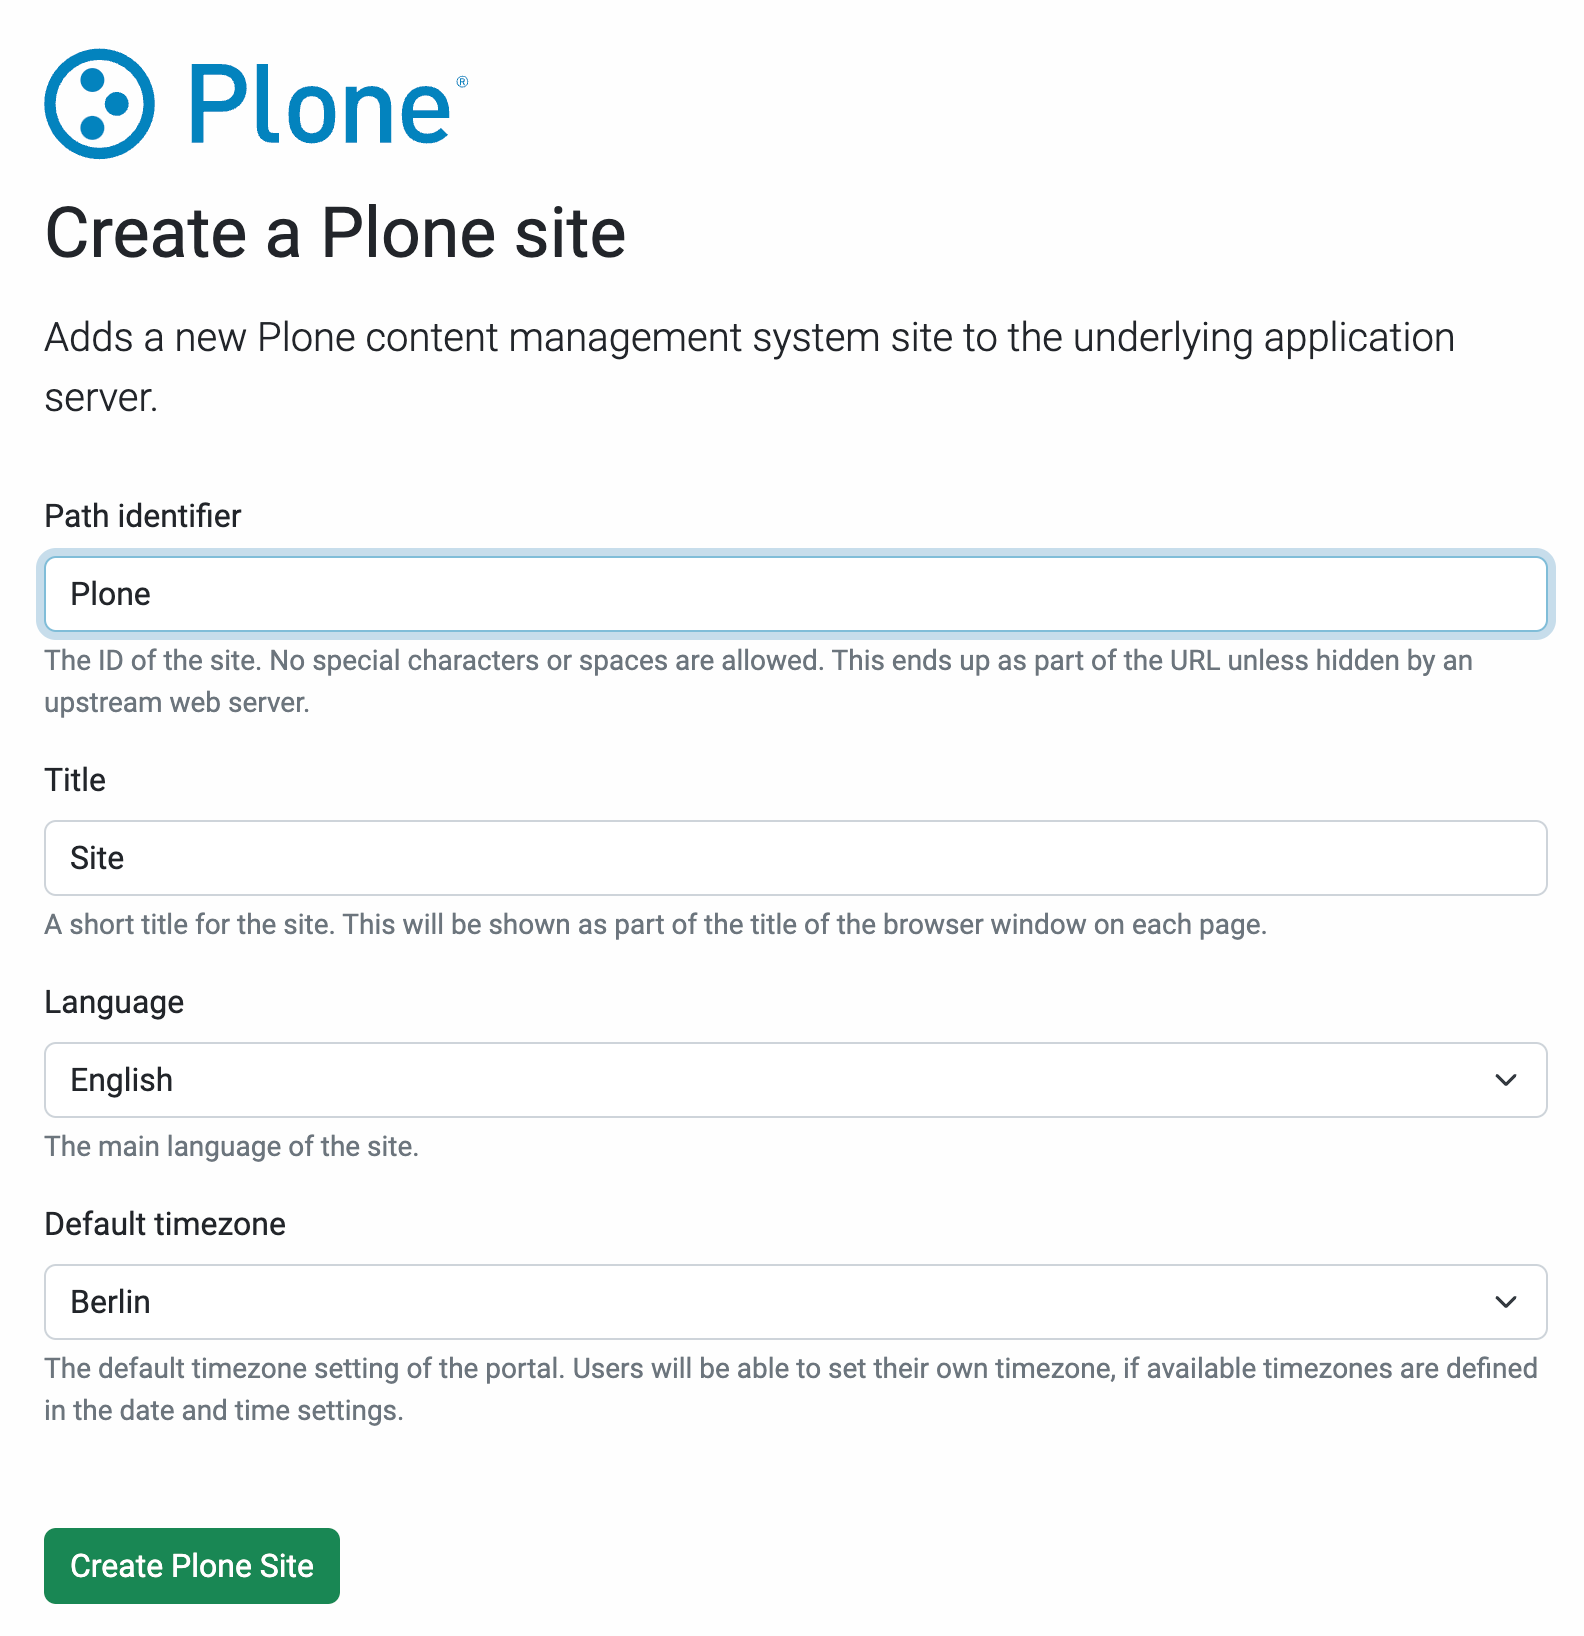 Plone®
Create a Plone site
Adds a new Plone content management system site to the underlying application
server.
Path identifier
Plone
The ID of the site. No special characters or spaces are allowed. This ends up as part of the URL unless hidden by an
upstream web server.
Title
Site
A short title for the site. This will be shown as part of the title of the browser window on each page.
Language
English
The main language of the site.
Default timezone
Berlin
The default timezone setting of the portal. Users will be able to set their own timezone, if available timezones are defined
in the date and time settings.
Create Plone Site